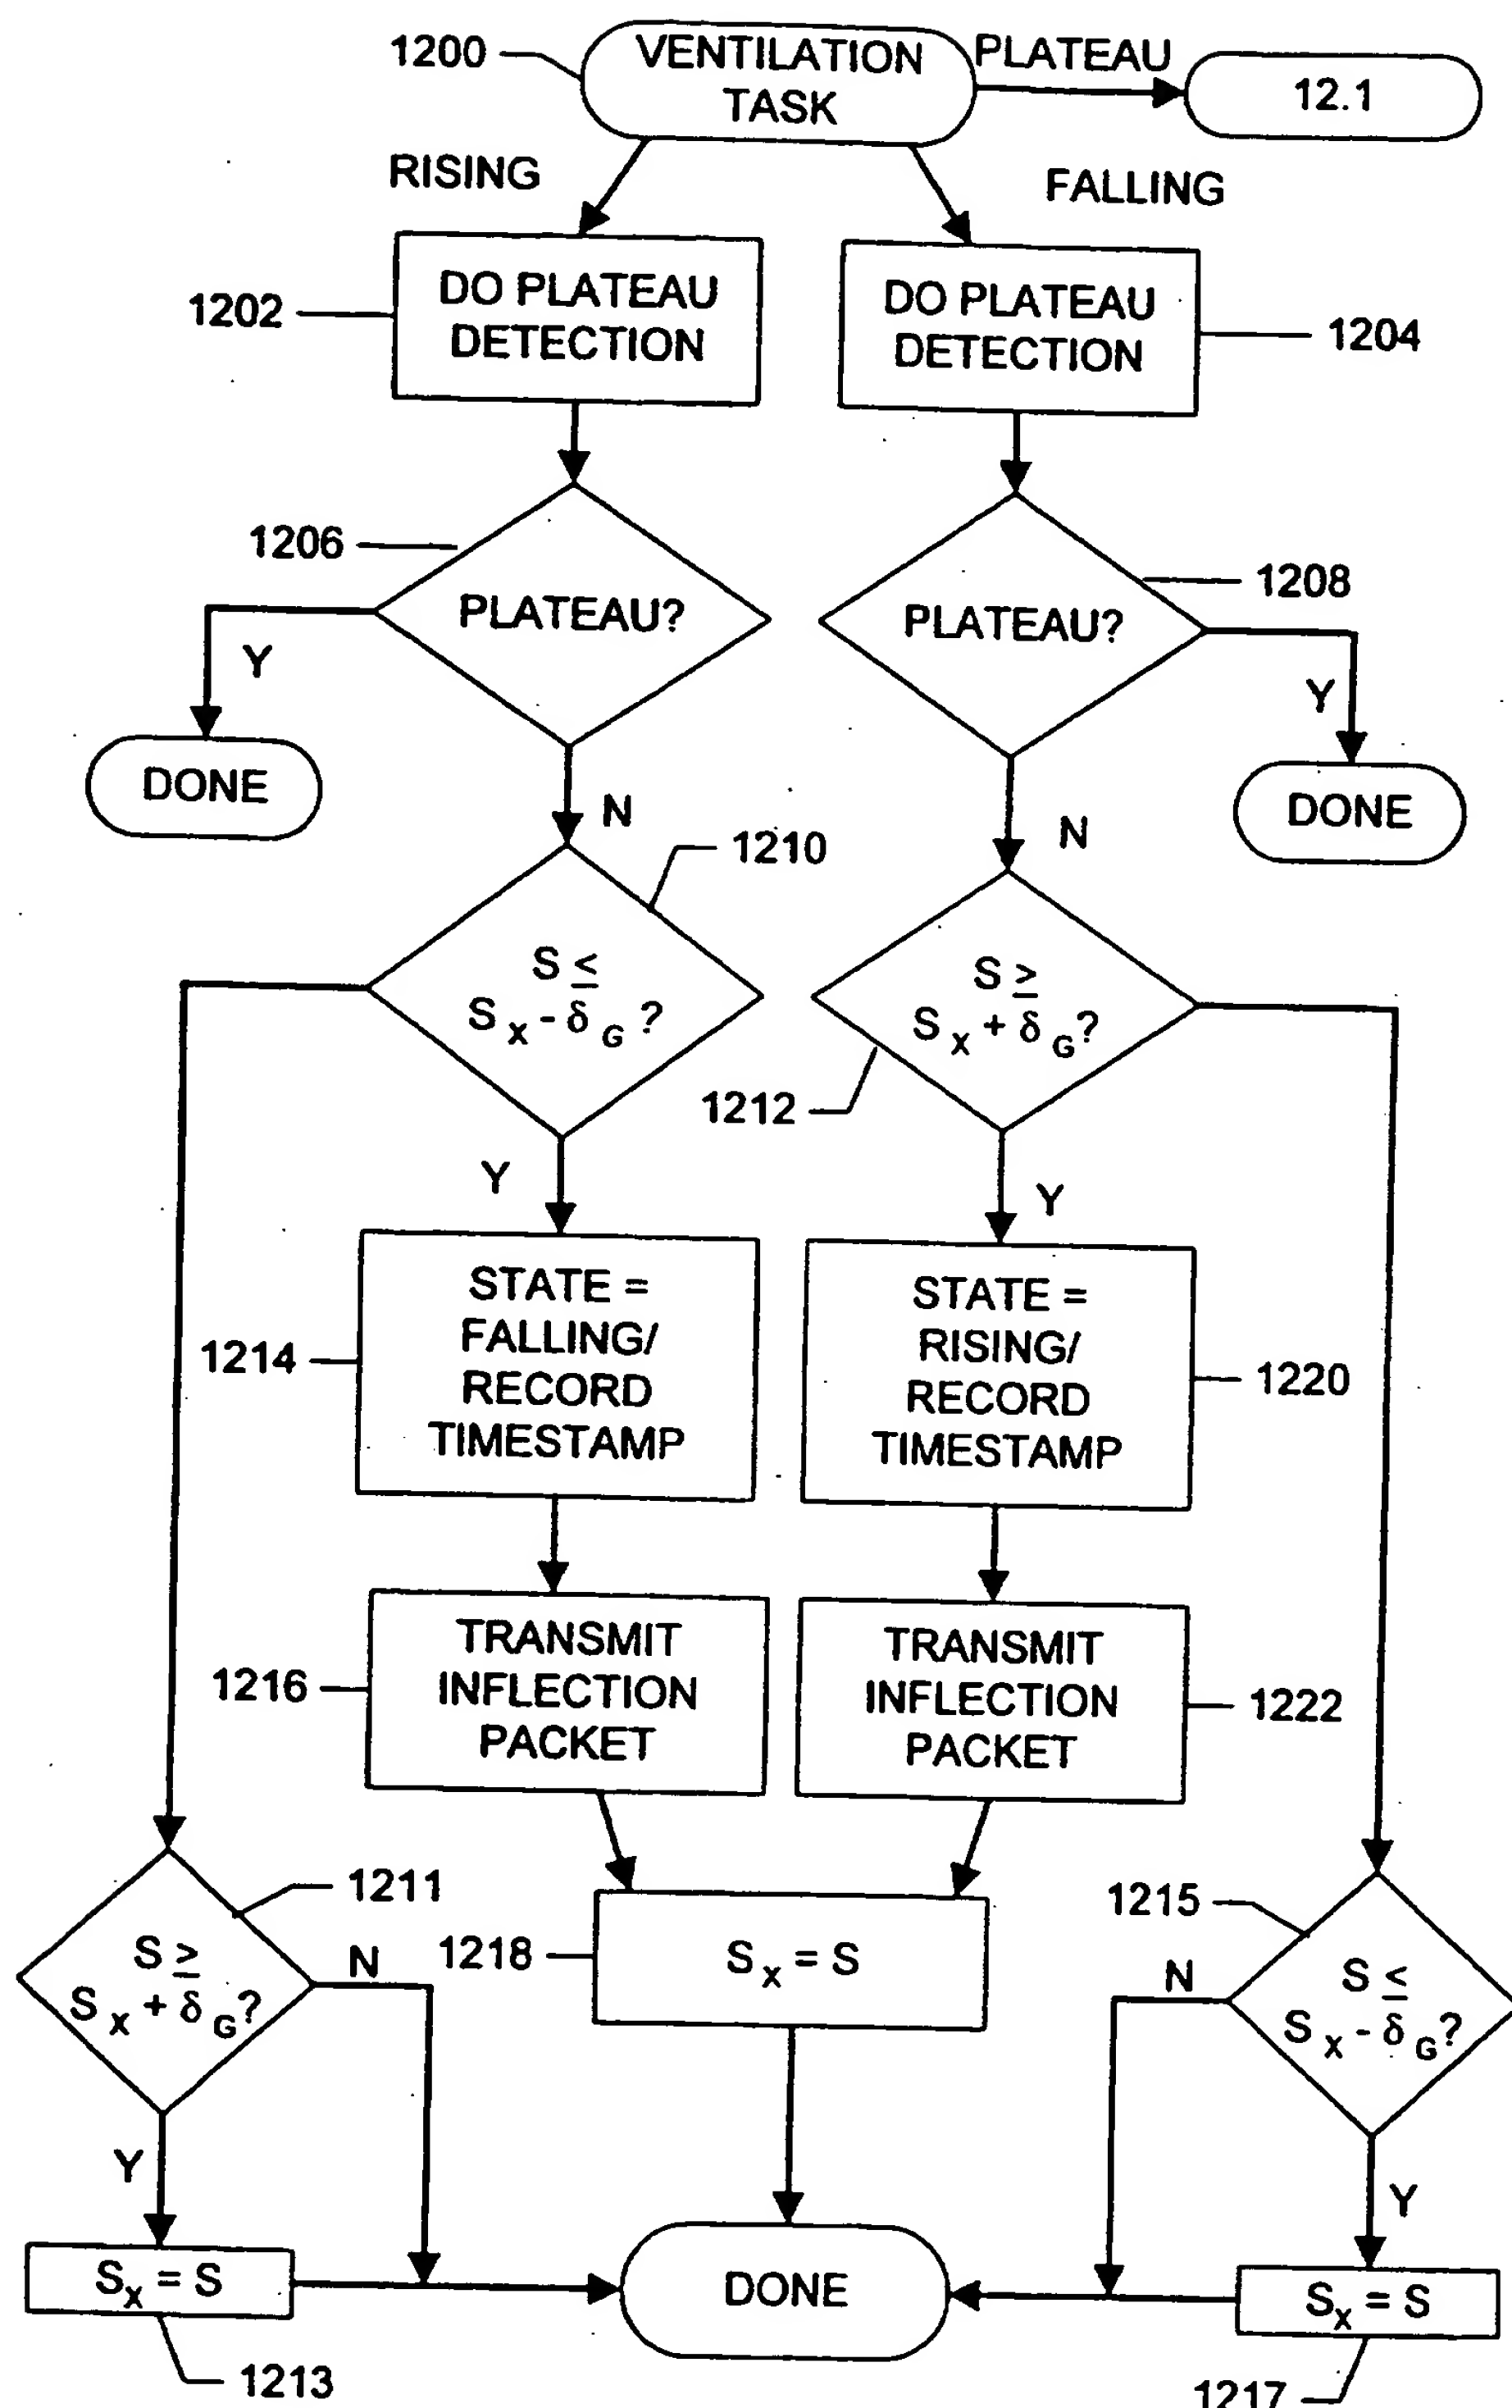 1200
VENTILATION
TASK
PLATEAU
12.1
RISING
FALLING
1202
DO PLATEAU
DETECTION
DO PLATEAU
DETECTION
1204
1206
PLATEAU?
Y
DONE
N
1208
PLATEAU?
Y
DONE
N
1210
S ≤
S X - δ G ?
1212
S ≥
S X + δ G?
Y
Y
1214
STATE =
FALLING/
RECORD
TIMESTAMP
STATE =
RISING/
RECORD
TIMESTAMP
1220
1216
TRANSMIT
INFLECTION
PACKET
TRANSMIT
INFLECTION
PACKET
1222
1211
S ≥
S X + δ G?
N
Y
1218
S X = S
1215
S ≤
S X - δ G?
N
Y
SX = S
1213
DONE
SX = S
1217